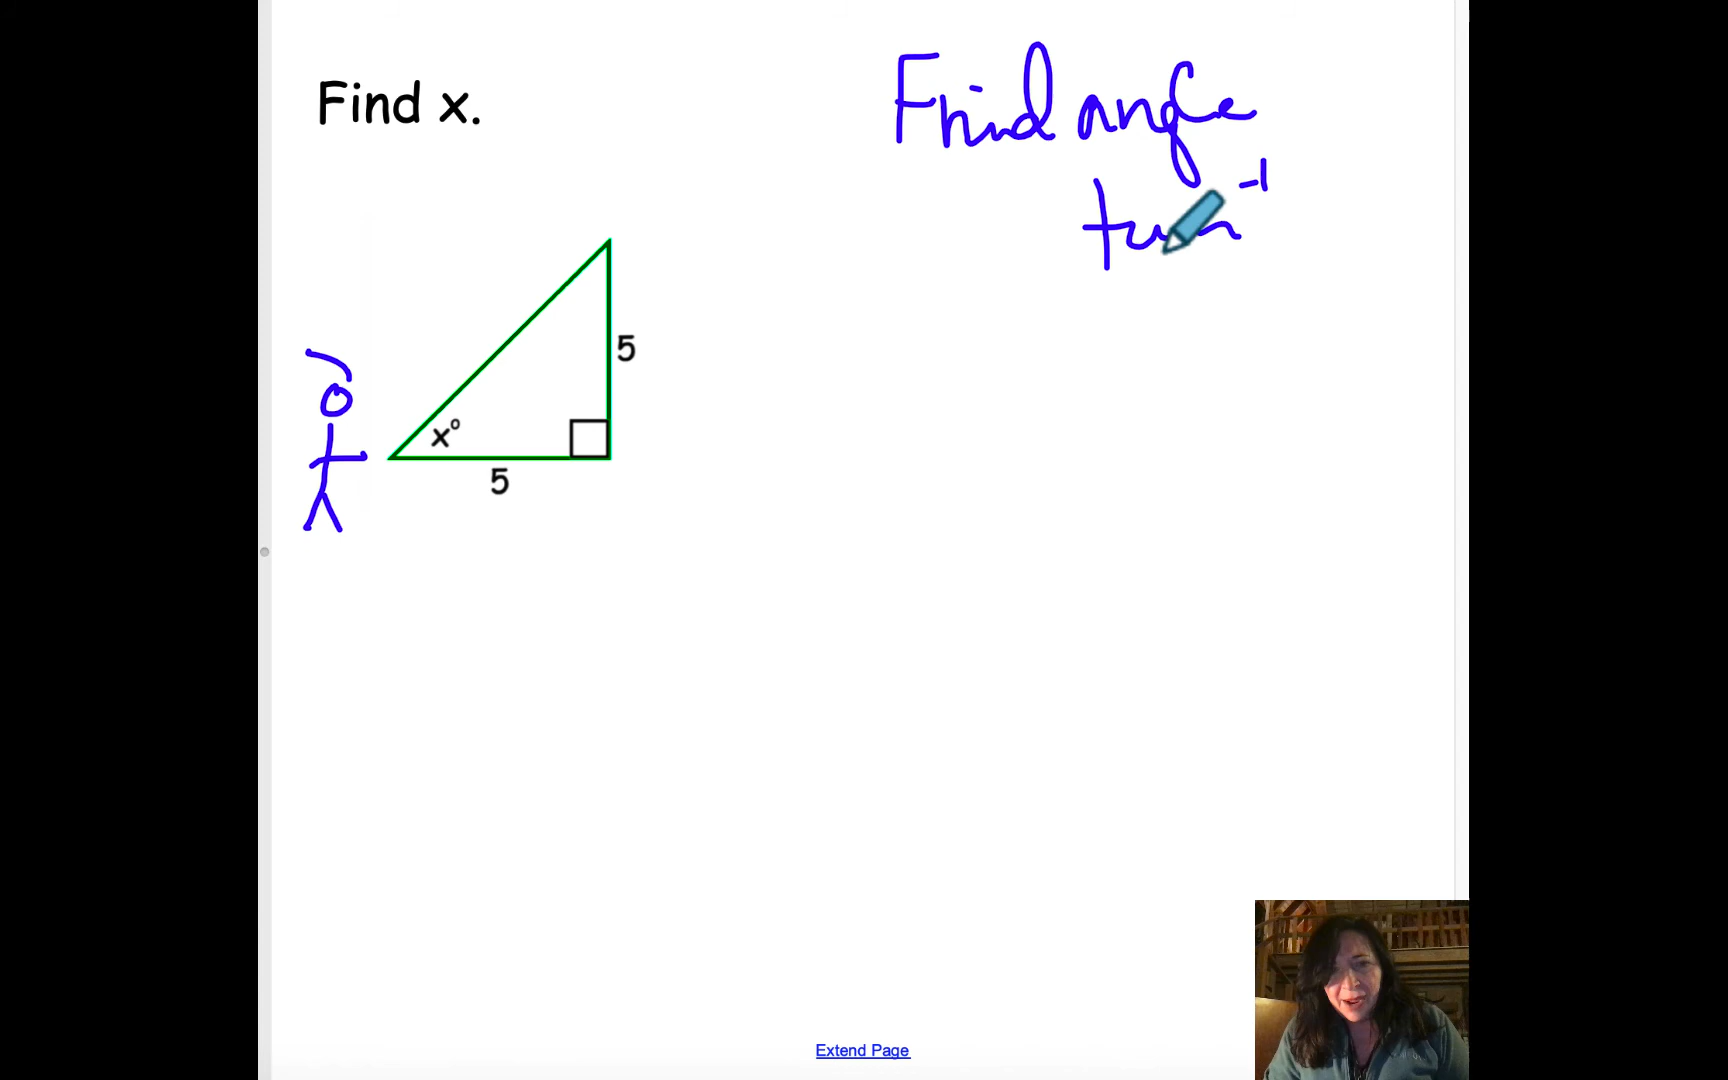 Find x.
Find angle
tan⁻¹
5
x°
5
Extend Page